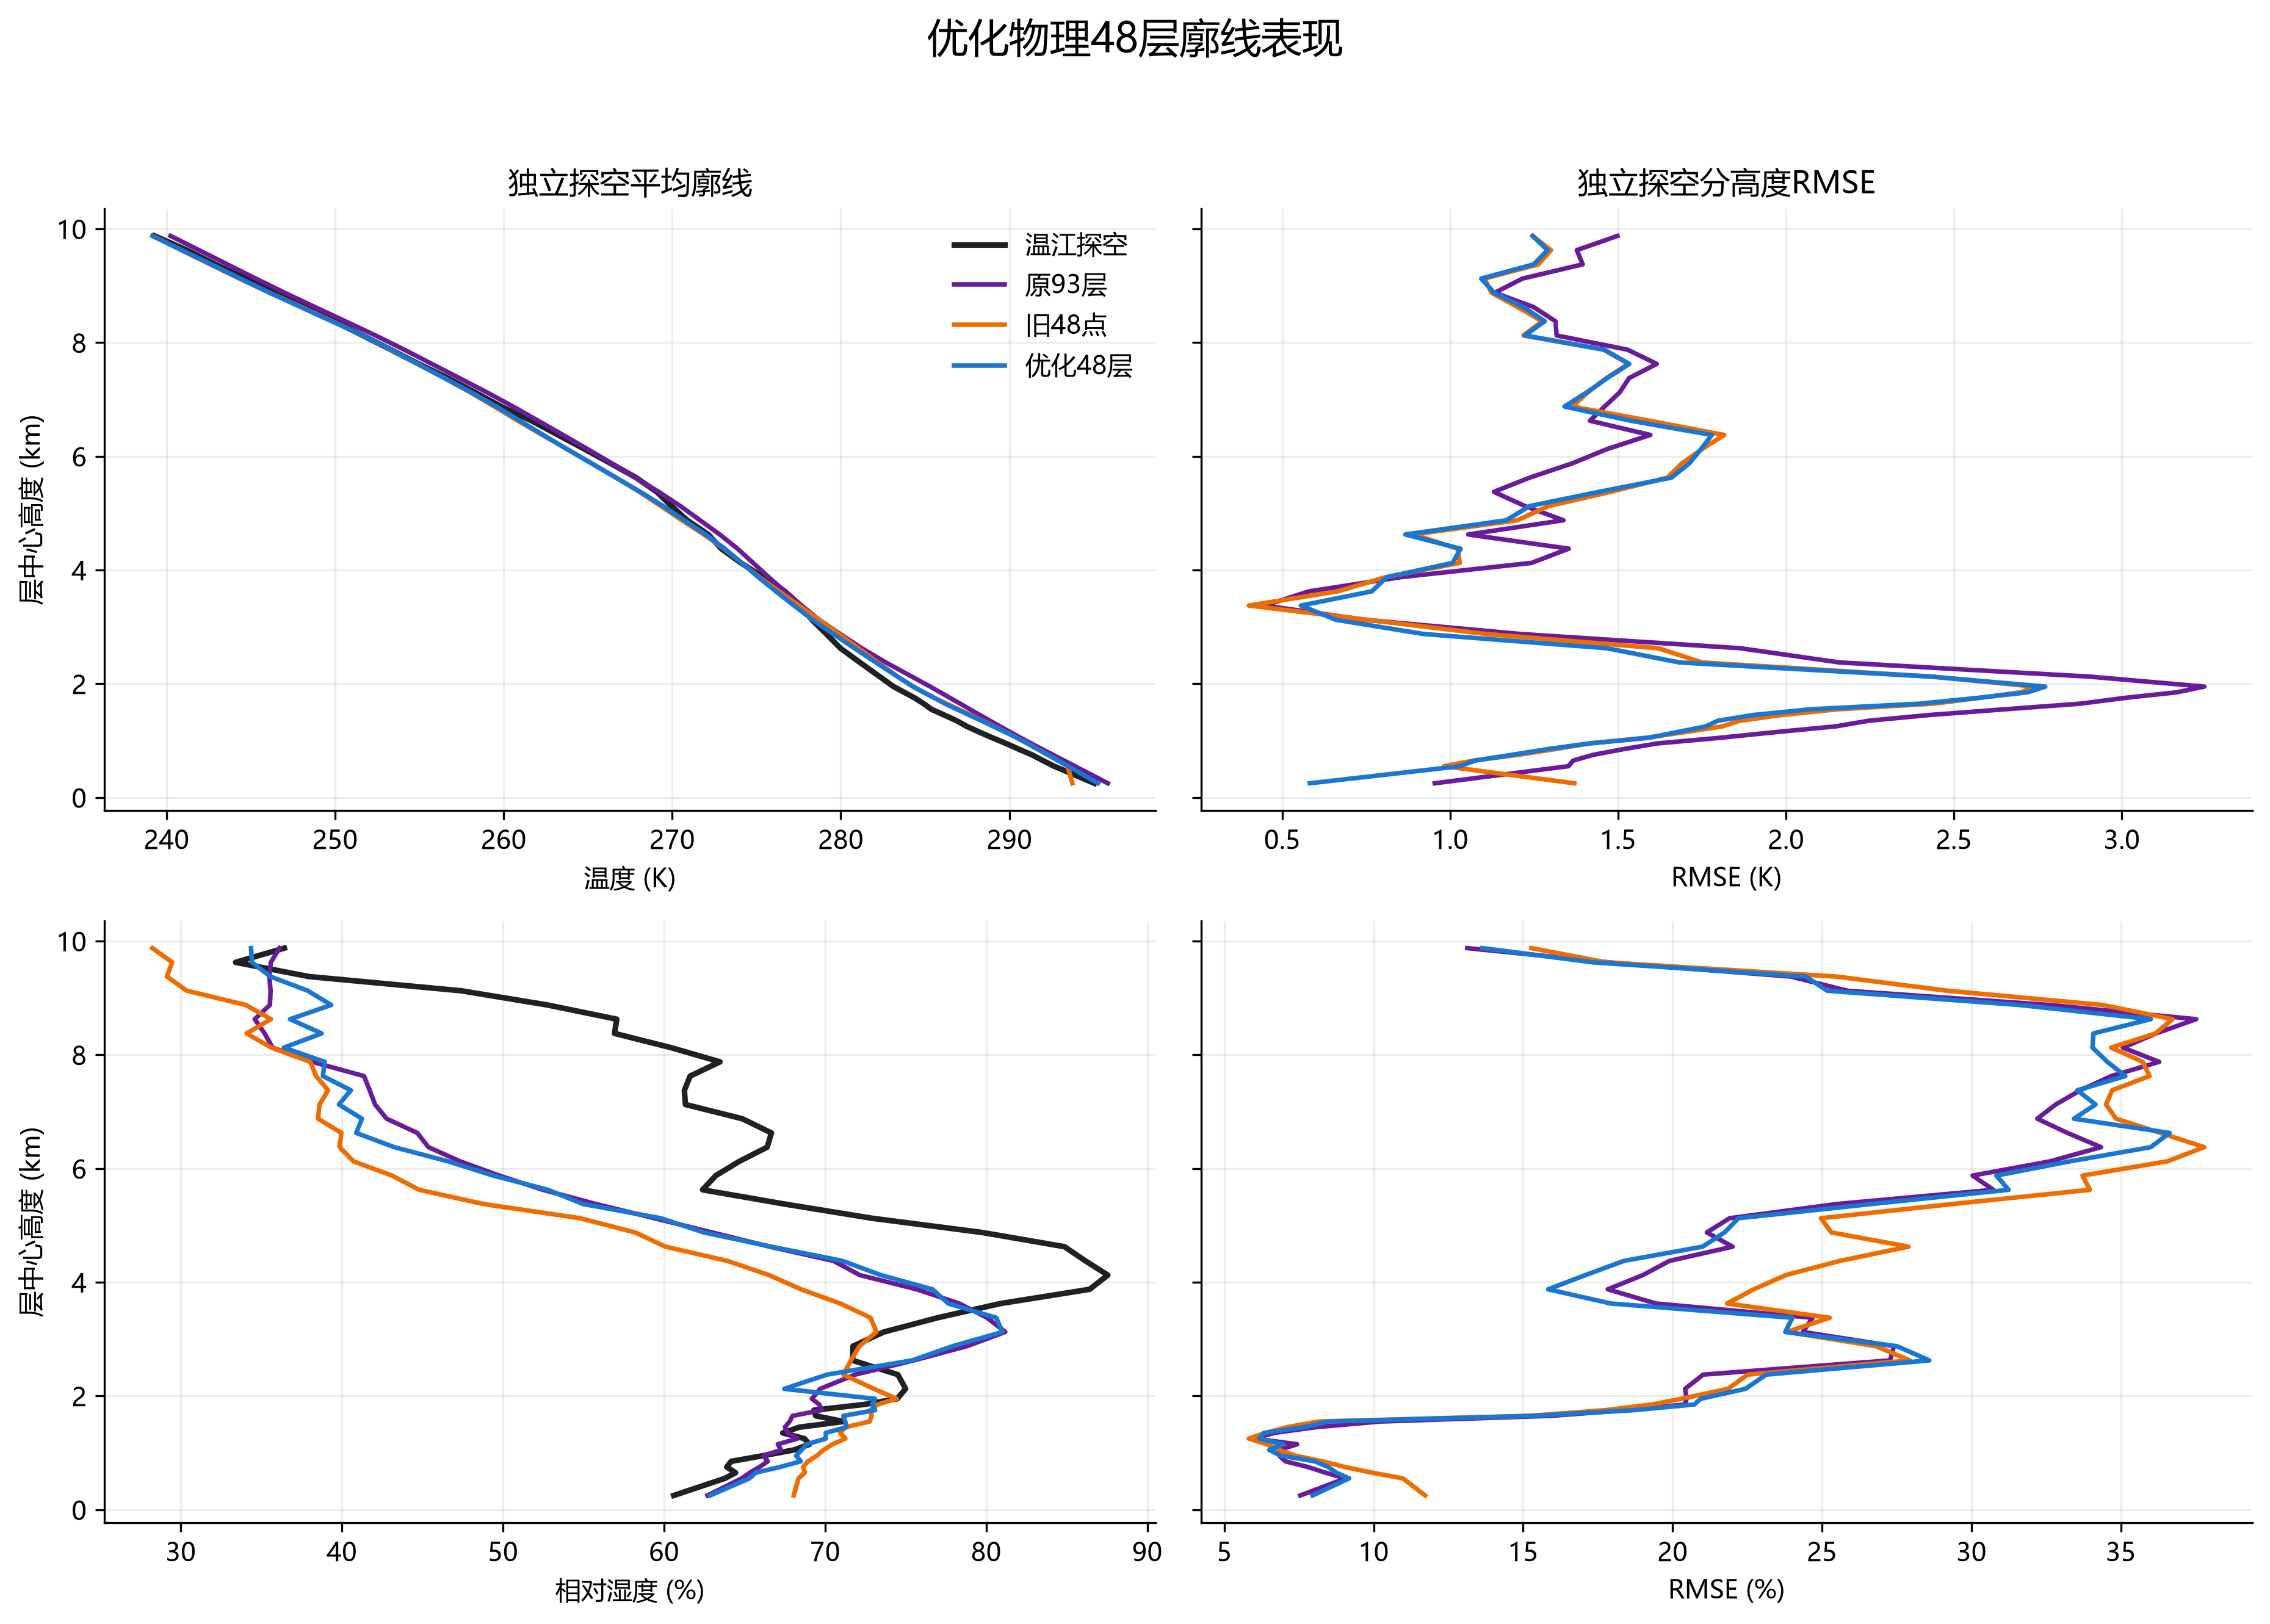 优化物理48层廓线表现
独立探空平均廓线
独立探空分高度RMSE
温江探空
原93层
旧48点
优化48层
层中心高度 (km)
10
8
6
4
2
0
240 250 260 270 280 290
温度 (K)
0.5 1.0 1.5 2.0 2.5 3.0
RMSE (K)
层中心高度 (km)
10
8
6
4
2
0
30 40 50 60 70 80 90
相对湿度 (%)
5 10 15 20 25 30 35
RMSE (%)